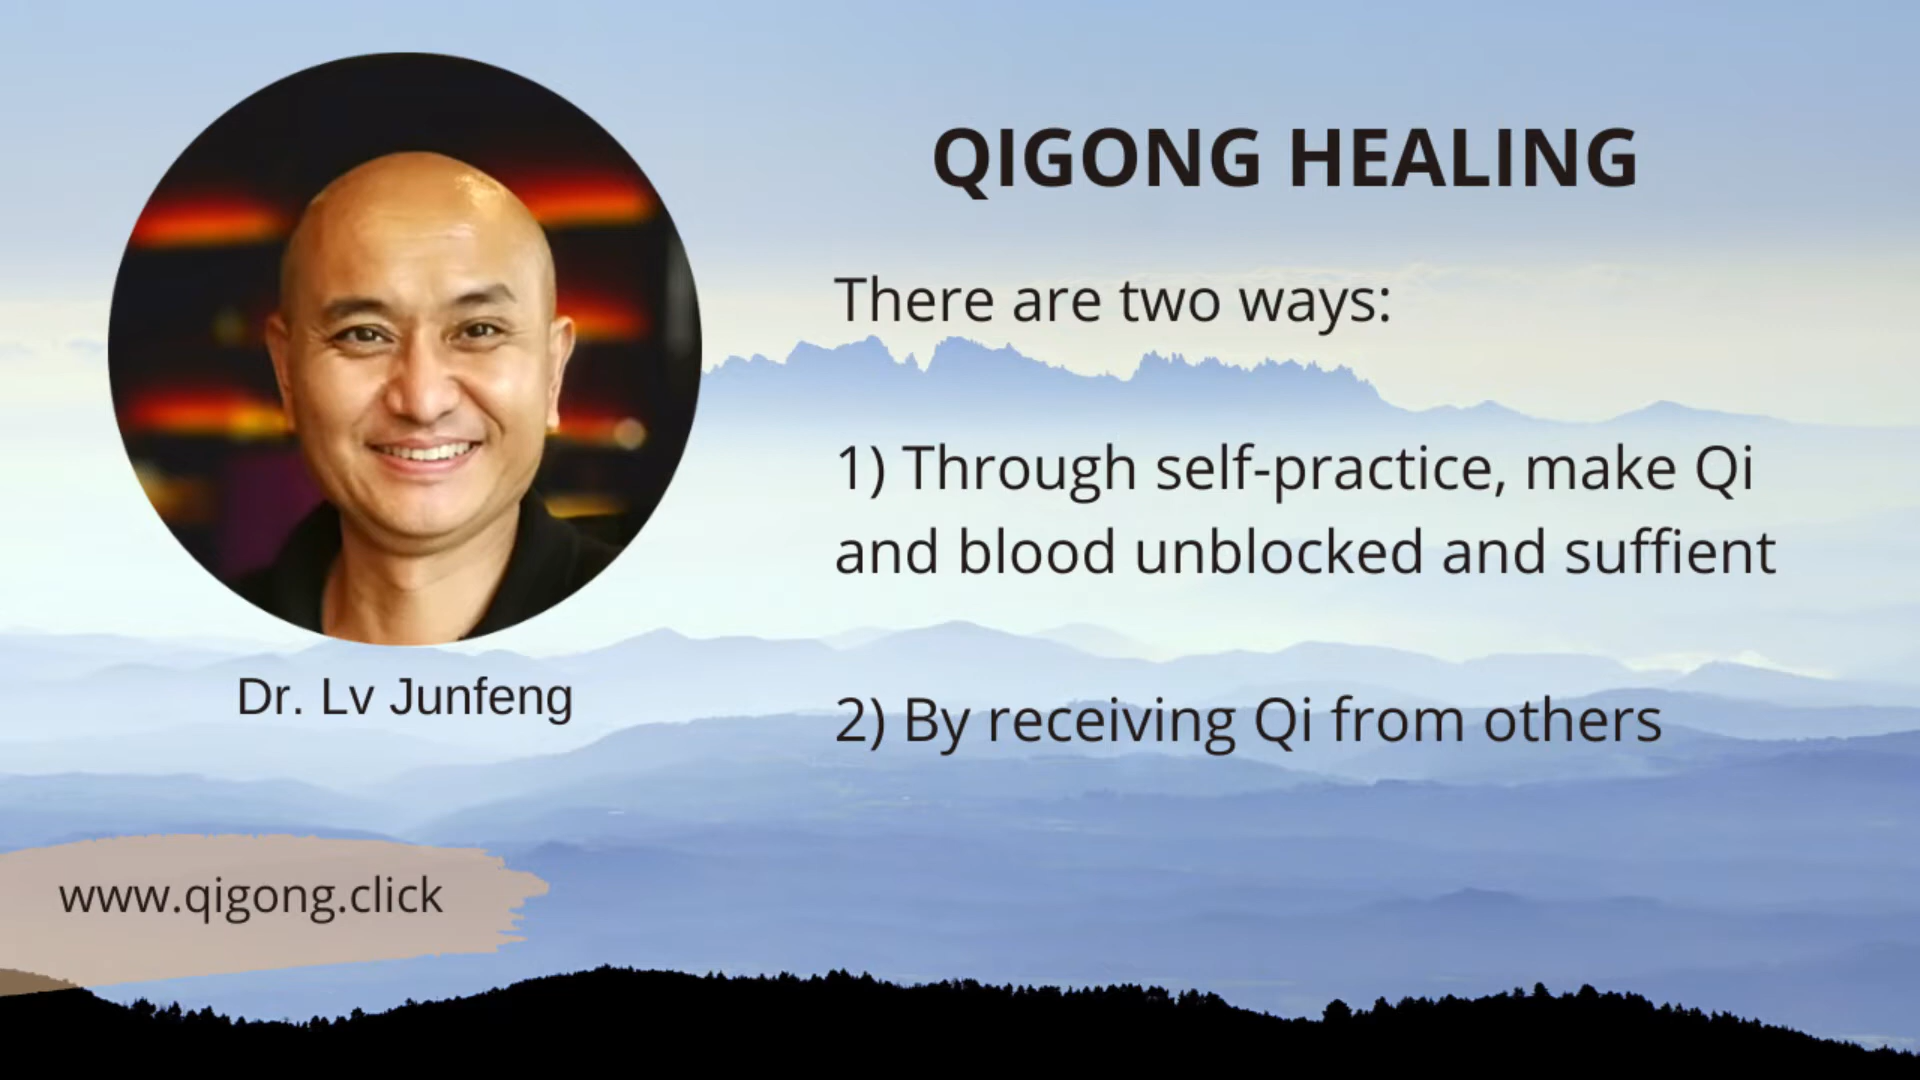 QIGONG HEALING
There are two ways:
1) Through self-practice, make Qi
and blood unblocked and suffient
2) By receiving Qi from others
Dr. Lv Junfeng
www.qigong.click